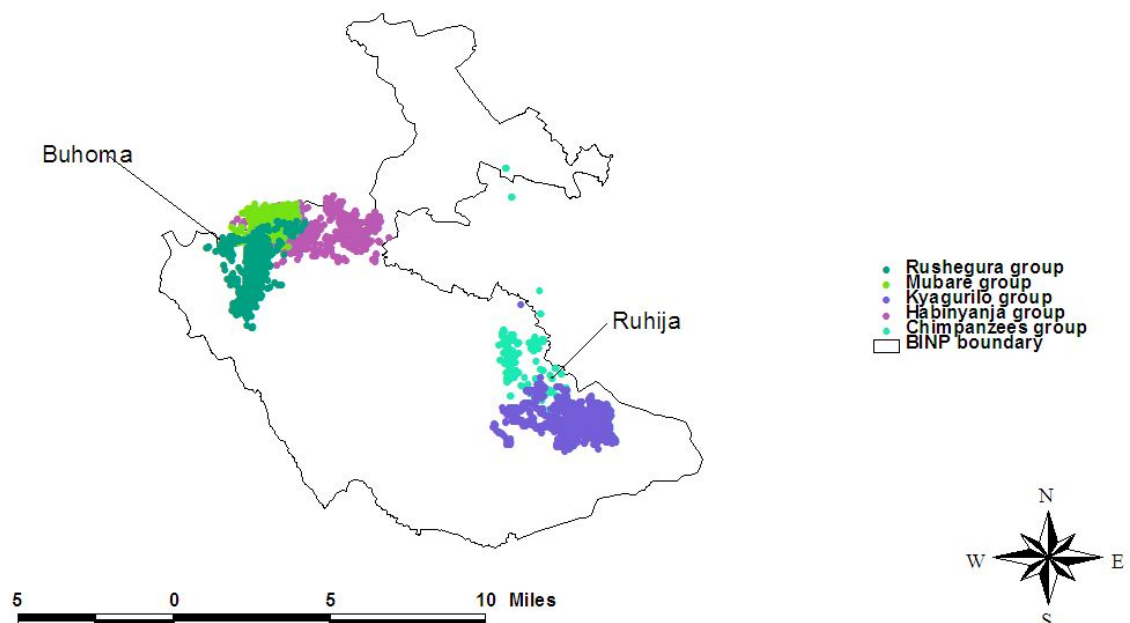 Buhoma
Ruhija
Rushegura group
Mubare group
Kyagurilo group
Habinyanja group
Chimpanzees group
BINP boundary
N
W E
S
5 0 5 10 Miles